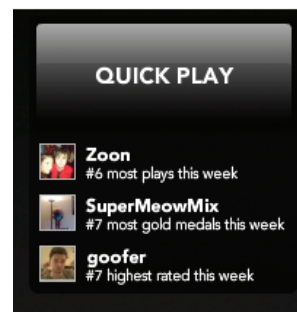 QUICK PLAY
Zoon
#6 most plays this week
SuperMeowMix
#7 most gold medals this week
goofer
#7 highest rated this week